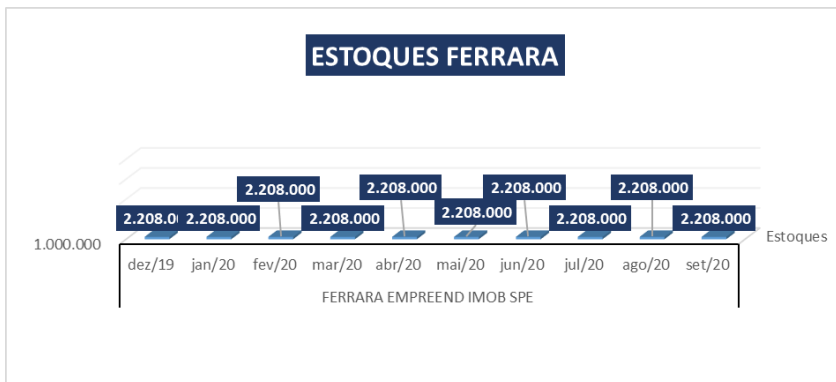 ESTOQUES FERRARA
2.208.000 2.208.000 2.208.000 2.208.000
2.208.0 2.208.000 2.208.000 2.208.000 2.208.000 2.208.000
1.000.000 Estoques
dez/19 jan/20 fev/20 mar/20 abr/20 mai/20 jun/20 jul/20 ago/20 set/20
FERRARA EMPREEND IMOB SPE